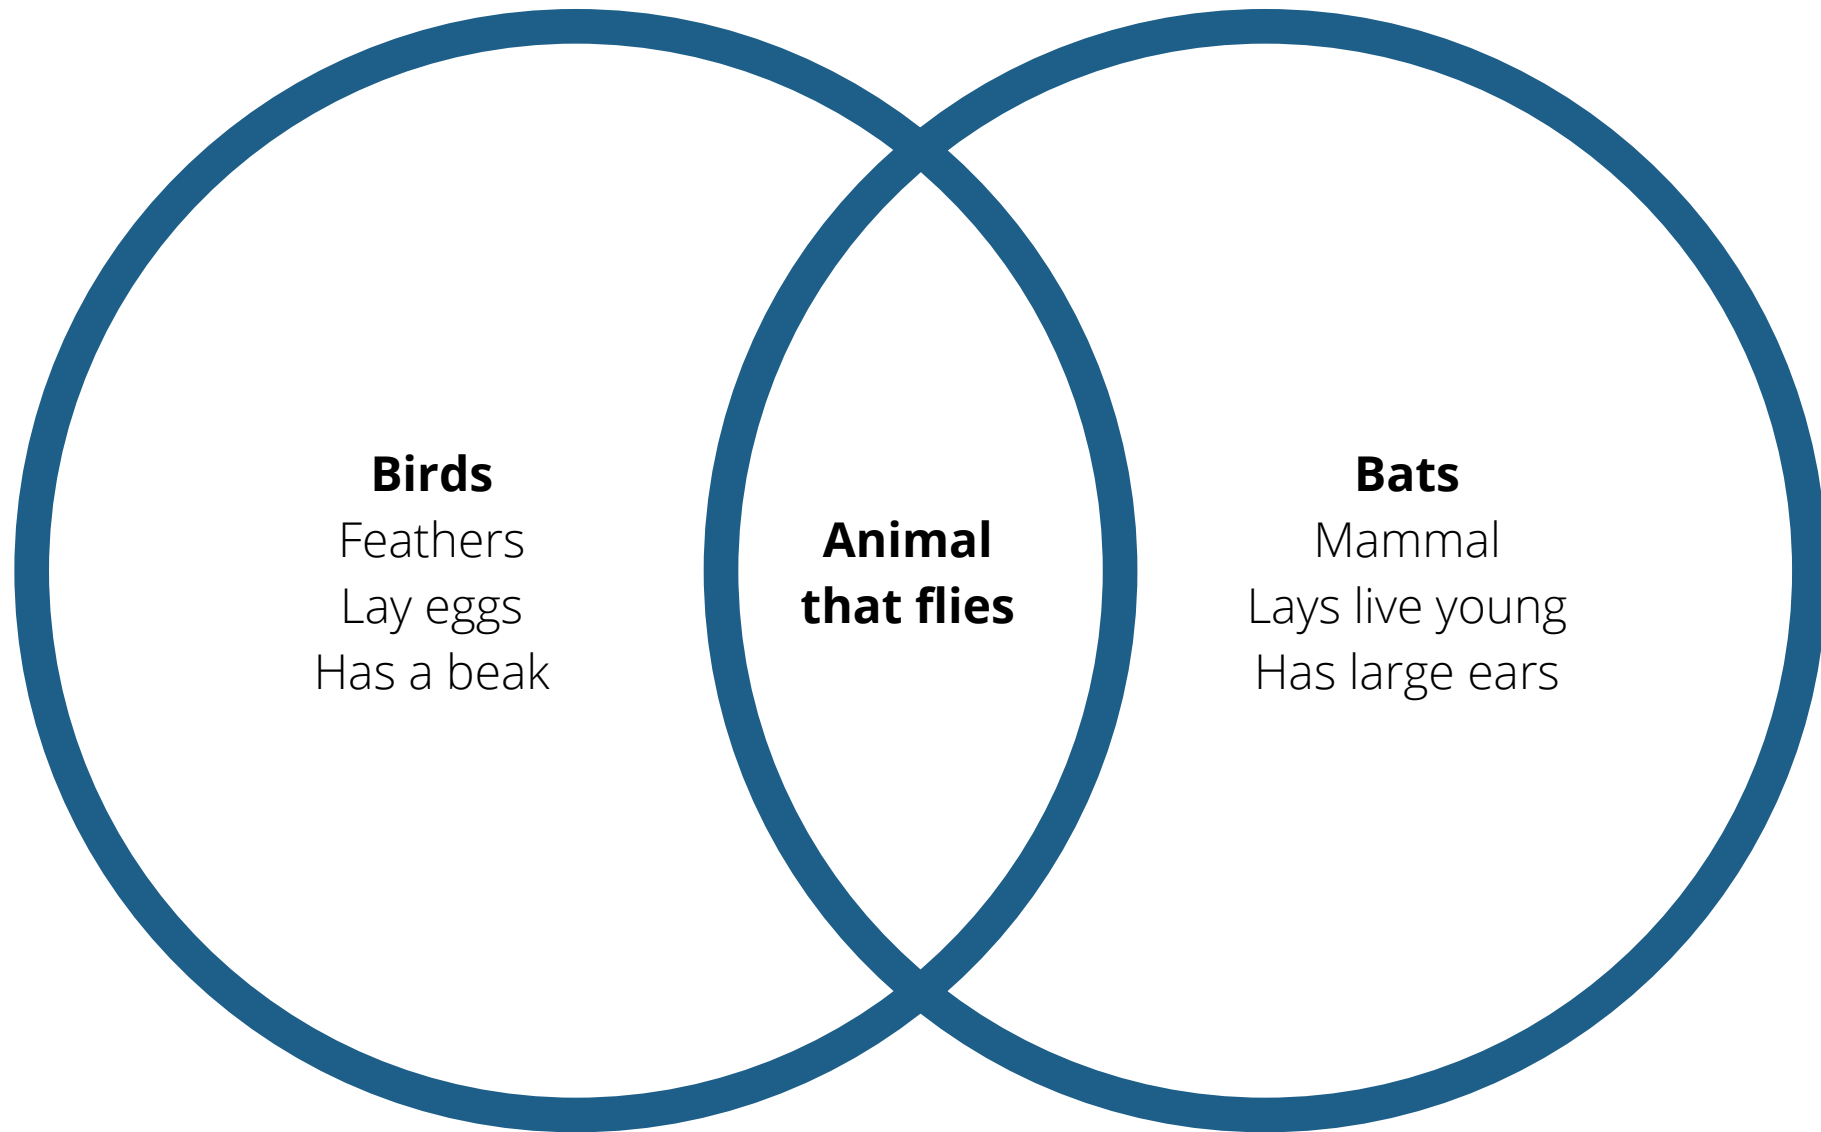 Birds
Feathers
Lay eggs
Has a beak
Animal
that flies
Bats
Mammal
Lays live young
Has large ears